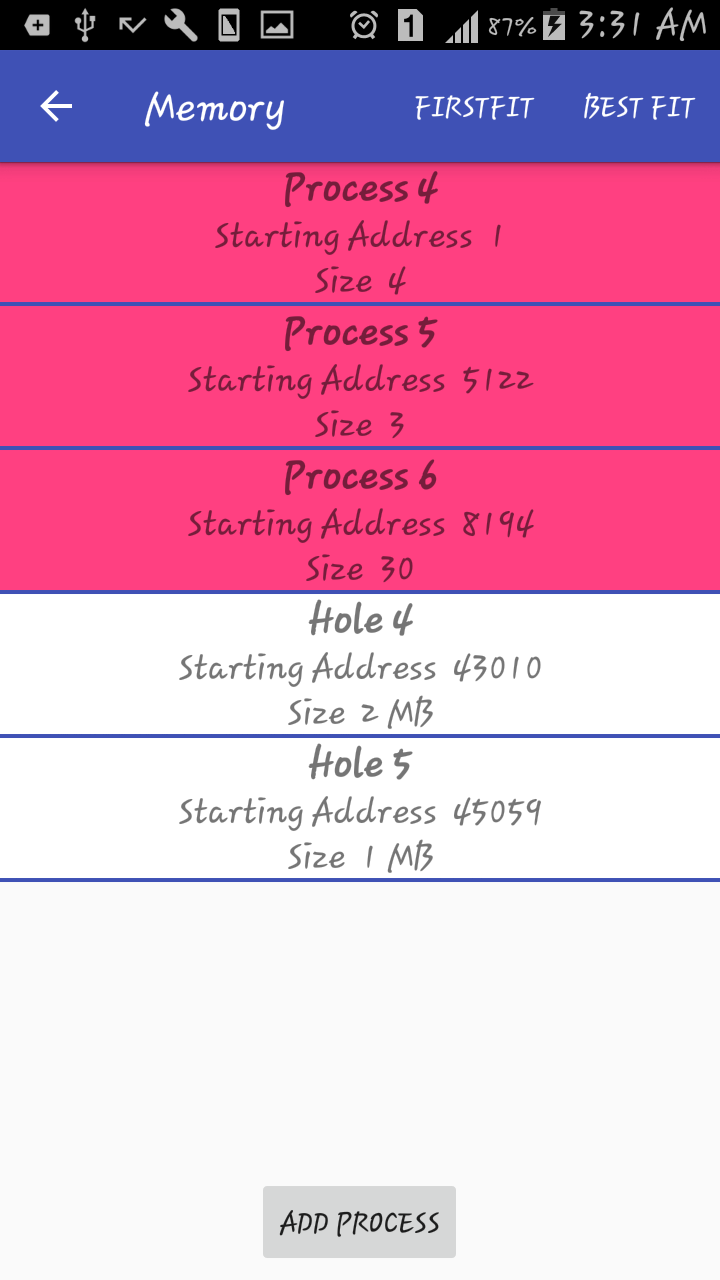 1 87% 3:31 AM
Memory FIRSTFIT BEST FIT
Process 4
Starting Address 1
Size 4
Process 5
Starting Address 5122
Size 3
Process 6
Starting Address 8194
Size 30
Hole 4
Starting Address 43010
Size 2 MB
Hole 5
Starting Address 45059
Size 1 MB
ADD PROCESS